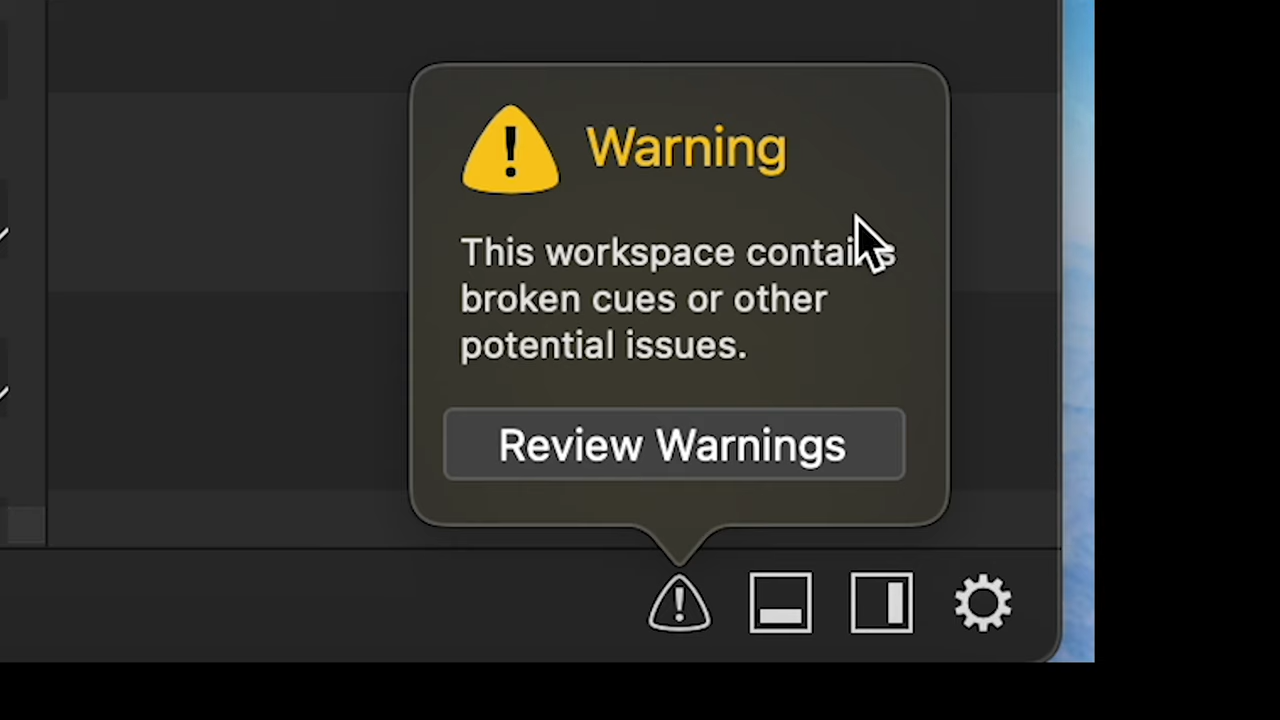 Warning
This workspace contains
broken cues or other
potential issues.
Review Warnings